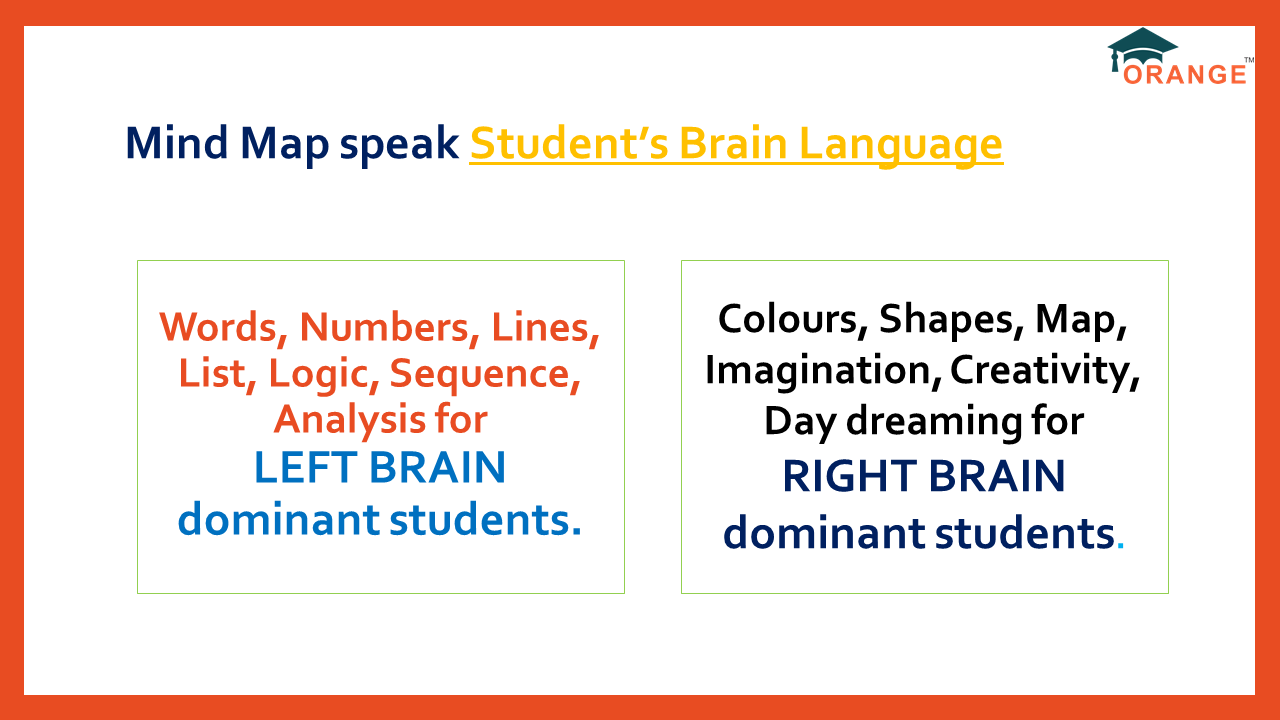 ORANGE™
Mind Map speak Student’s Brain Language
Words, Numbers, Lines,
List, Logic, Sequence,
Analysis for
LEFT BRAIN
dominant students.
Colours, Shapes, Map,
Imagination, Creativity,
Day dreaming for
RIGHT BRAIN
dominant students.